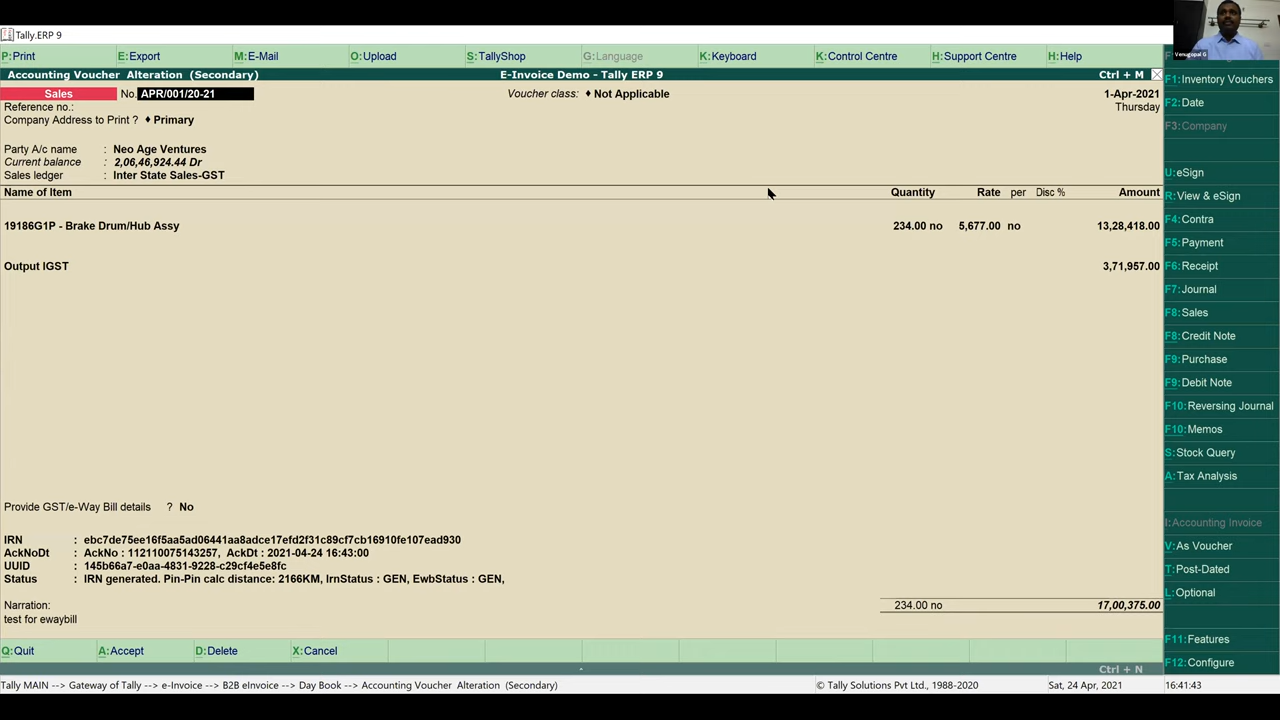 Tally.ERP 9
P:Print E:Export M:E-Mail O:Upload S:TallyShop G:Language K:Keyboard K:Control Centre H:Support Centre H:Help
Venugopal G
Accounting Voucher Alteration (Secondary) E-Invoice Demo - Tally ERP 9 Ctrl + M
Sales No. APR/001/20-21 Voucher class: ♦ Not Applicable 1-Apr-2021
Reference no.: Thursday
Company Address to Print ? ♦ Primary
Party A/c name : Neo Age Ventures
Current balance : 2,06,46,924.44 Dr
Sales ledger : Inter State Sales-GST
Name of Item Quantity Rate per Disc % Amount
19186G1P - Brake Drum/Hub Assy 234.00 no 5,677.00 no 13,28,418.00
Output IGST 3,71,957.00
Provide GST/e-Way Bill details ? No
IRN : ebc7de75ee16f5aa5ad06441aa8adce17efd2f31c89cf7cb16910fe107ead930
AckNoDt : AckNo : 112110075143257, AckDt : 2021-04-24 16:43:00
UUID : 145b66a7-e0aa-4831-9228-c29cf4e5e8fc
Status : IRN generated. Pin-Pin calc distance: 2166KM, IrnStatus : GEN, EwbStatus : GEN,
Narration: 234.00 no 17,00,375.00
test for ewaybill
Q:Quit A:Accept D:Delete X:Cancel
Ctrl + N
Tally MAIN --> Gateway of Tally --> e-Invoice --> B2B eInvoice --> Day Book --> Accounting Voucher Alteration (Secondary) © Tally Solutions Pvt Ltd., 1988-2020 Sat, 24 Apr, 2021 16:41:43
F1:Inventory Vouchers
F2:Date
F3:Company
U:eSign
R:View & eSign
F4:Contra
F5:Payment
F6:Receipt
F7:Journal
F8:Sales
F8:Credit Note
F9:Purchase
F9:Debit Note
F10:Reversing Journal
F10:Memos
S:Stock Query
A:Tax Analysis
I:Accounting Invoice
V:As Voucher
T:Post-Dated
L:Optional
F11:Features
F12:Configure